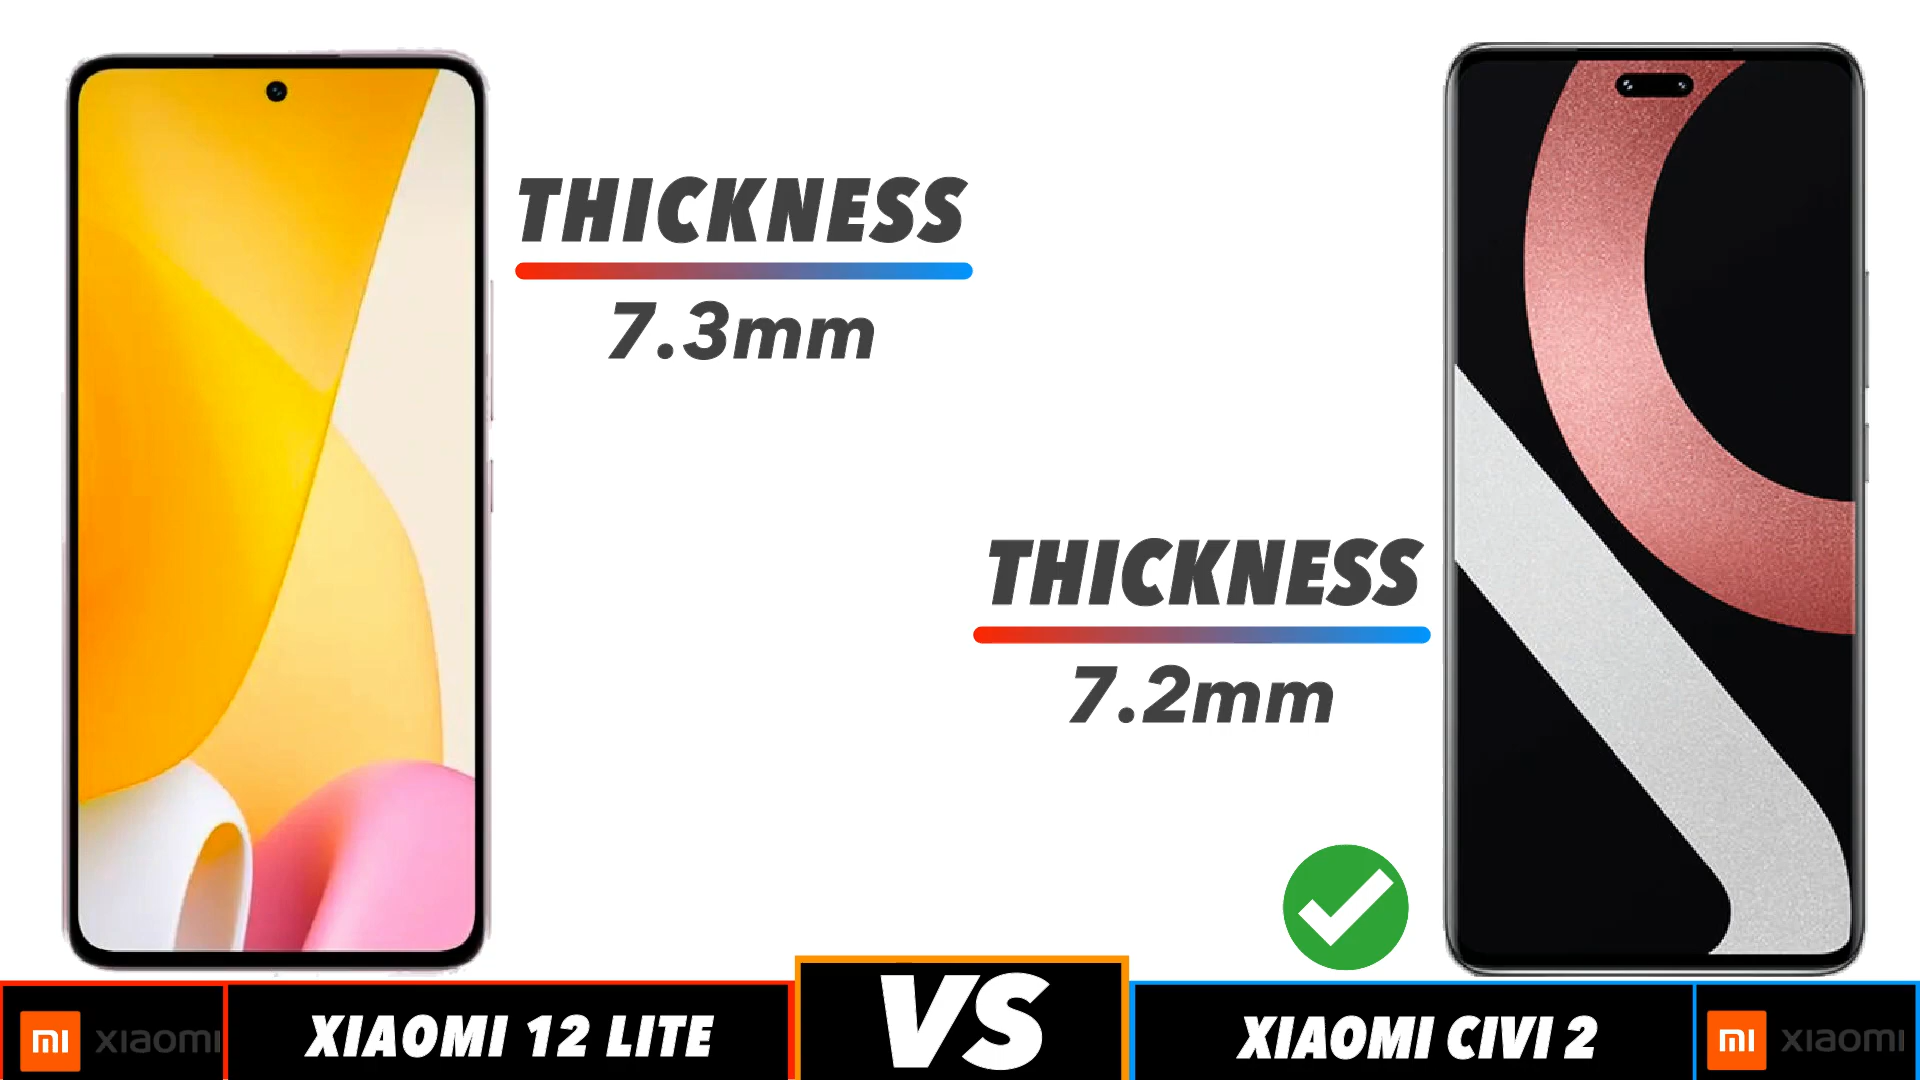 THICKNESS
7.3mm
THICKNESS
7.2mm
mi xiaomi
XIAOMI 12 LITE
VS
XIAOMI CIVI 2
mi xiaomi